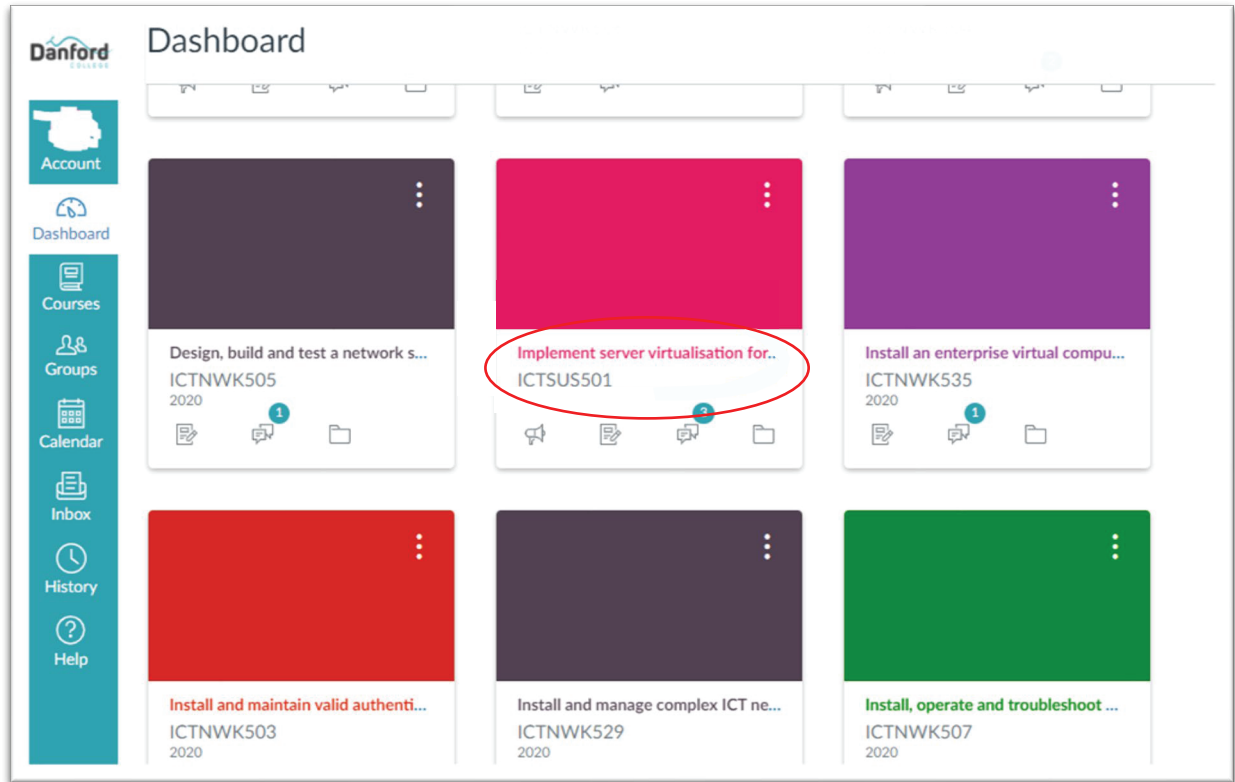 Danford
COLLEGE
Dashboard
Account
Dashboard
Courses
Groups
Calendar
Inbox
History
Help
Design, build and test a network s...
ICTNWK505
2020
1
Implement server virtualisation for..
ICTSUS501
3
Install an enterprise virtual compu...
ICTNWK535
2020
1
Install and maintain valid authenti...
ICTNWK503
2020
Install and manage complex ICT ne...
ICTNWK529
2020
Install, operate and troubleshoot ...
ICTNWK507
2020